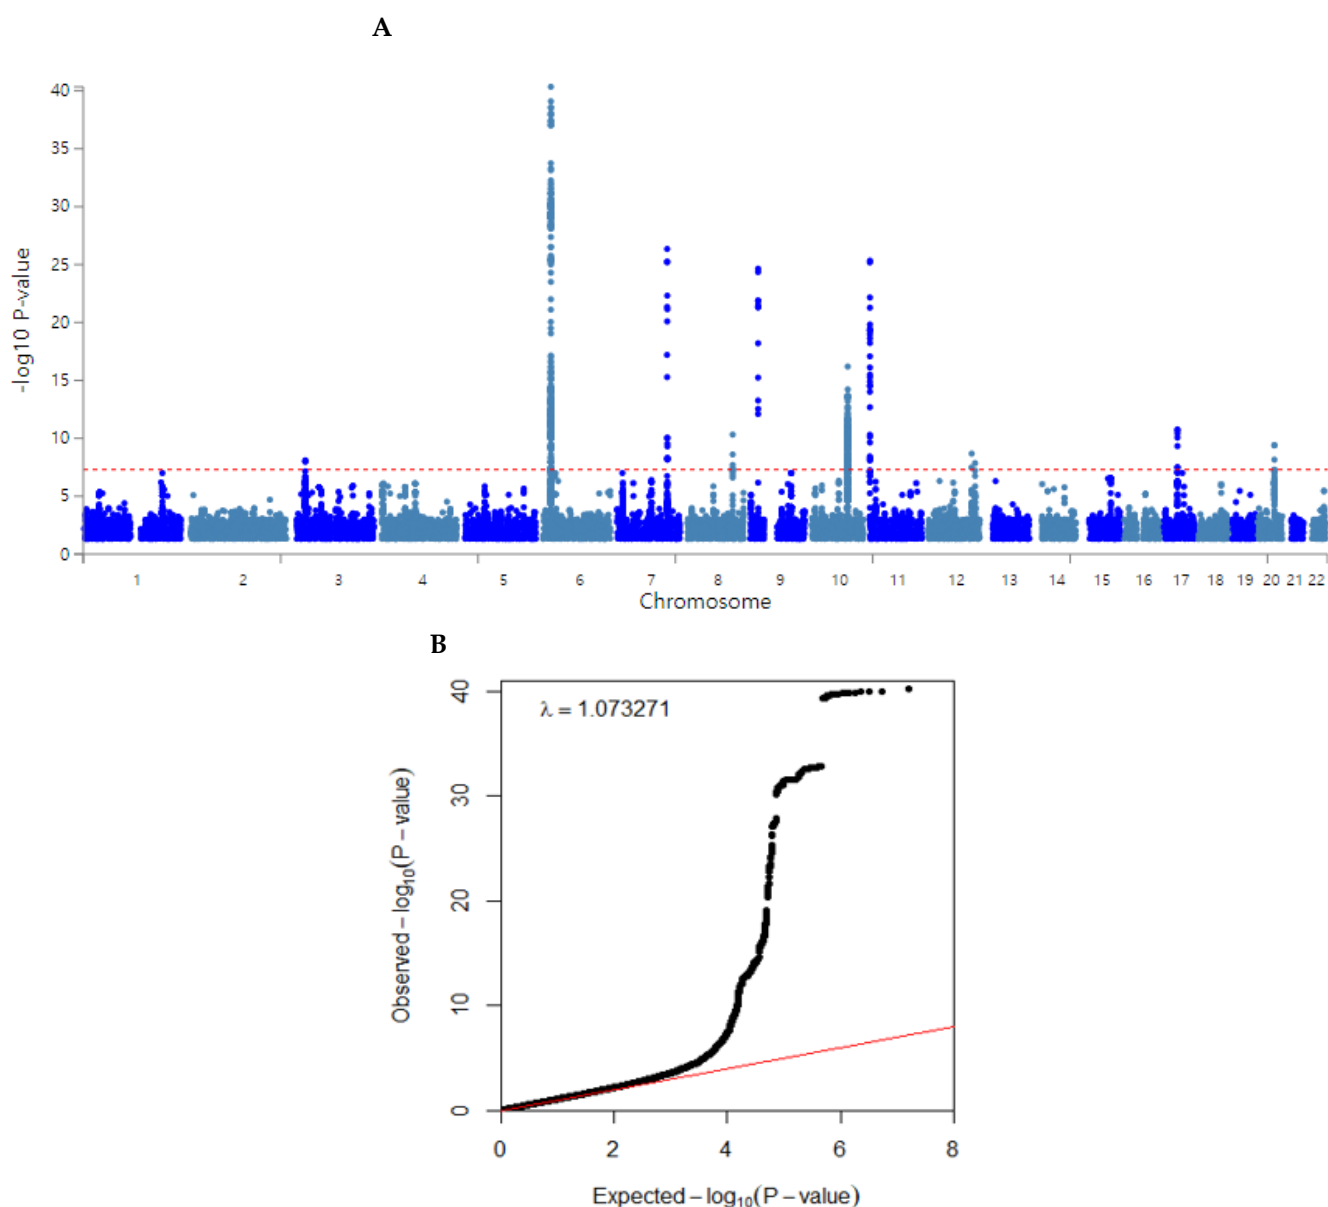 A
40
35
30
25
20
15
10
5
0
-log10 P-value
1 2 3 4 5 6 7 8 9 10 11 12 13 14 15 16 17 18 19 20 21 22
Chromosome
B
λ = 1.073271
40
30
20
10
0
Observed – log10(P – value)
0 2 4 6 8
Expected – log10(P – value)